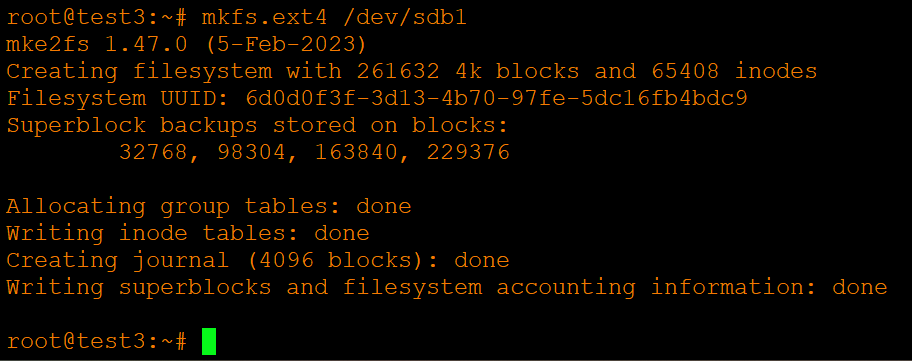 root@test3:~# mkfs.ext4 /dev/sdb1
mke2fs 1.47.0 (5-Feb-2023)
Creating filesystem with 261632 4k blocks and 65408 inodes
Filesystem UUID: 6d0d0f3f-3d13-4b70-97fe-5dc16fb4bdc9
Superblock backups stored on blocks:
        32768, 98304, 163840, 229376

Allocating group tables: done
Writing inode tables: done
Creating journal (4096 blocks): done
Writing superblocks and filesystem accounting information: done

root@test3:~#